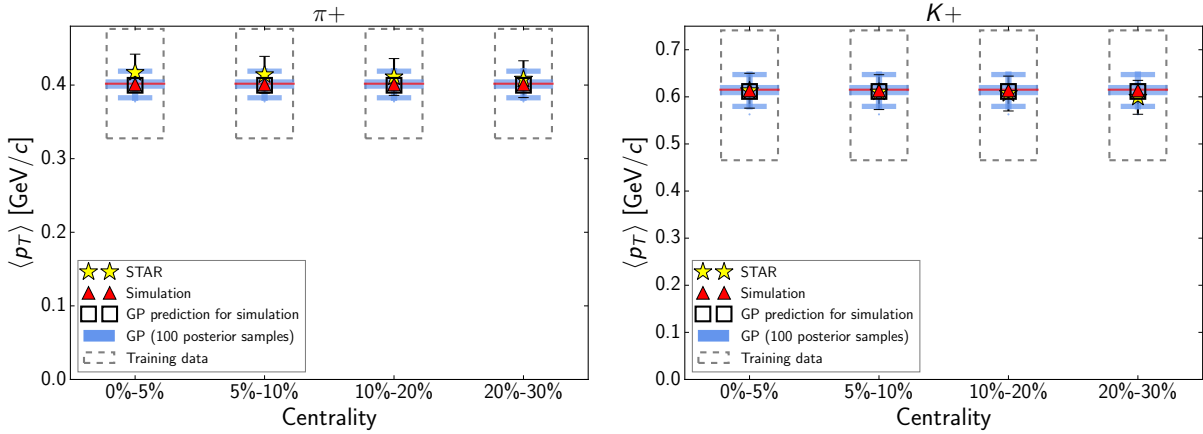 π+
⟨pT⟩ [GeV/c]
0.4
0.3
0.2
0.1
0.0
STAR
Simulation
GP prediction for simulation
GP (100 posterior samples)
Training data
0%-5%
5%-10%
10%-20%
20%-30%
Centrality
K+
⟨pT⟩ [GeV/c]
0.7
0.6
0.5
0.4
0.3
0.2
0.1
0.0
STAR
Simulation
GP prediction for simulation
GP (100 posterior samples)
Training data
0%-5%
5%-10%
10%-20%
20%-30%
Centrality